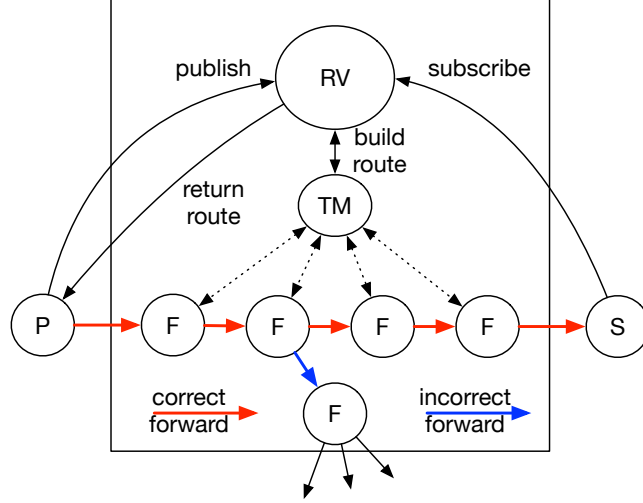 RV
publish
subscribe
build
route
return
route
TM
P
F
F
F
F
S
correct
forward
incorrect
forward
F